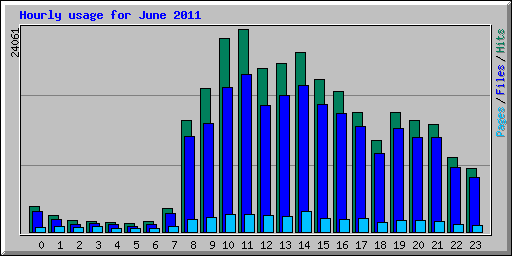 Hourly usage for June 2011
24061
Pages / Files / Hits
0 1 2 3 4 5 6 7 8 9 10 11 12 13 14 15 16 17 18 19 20 21 22 23